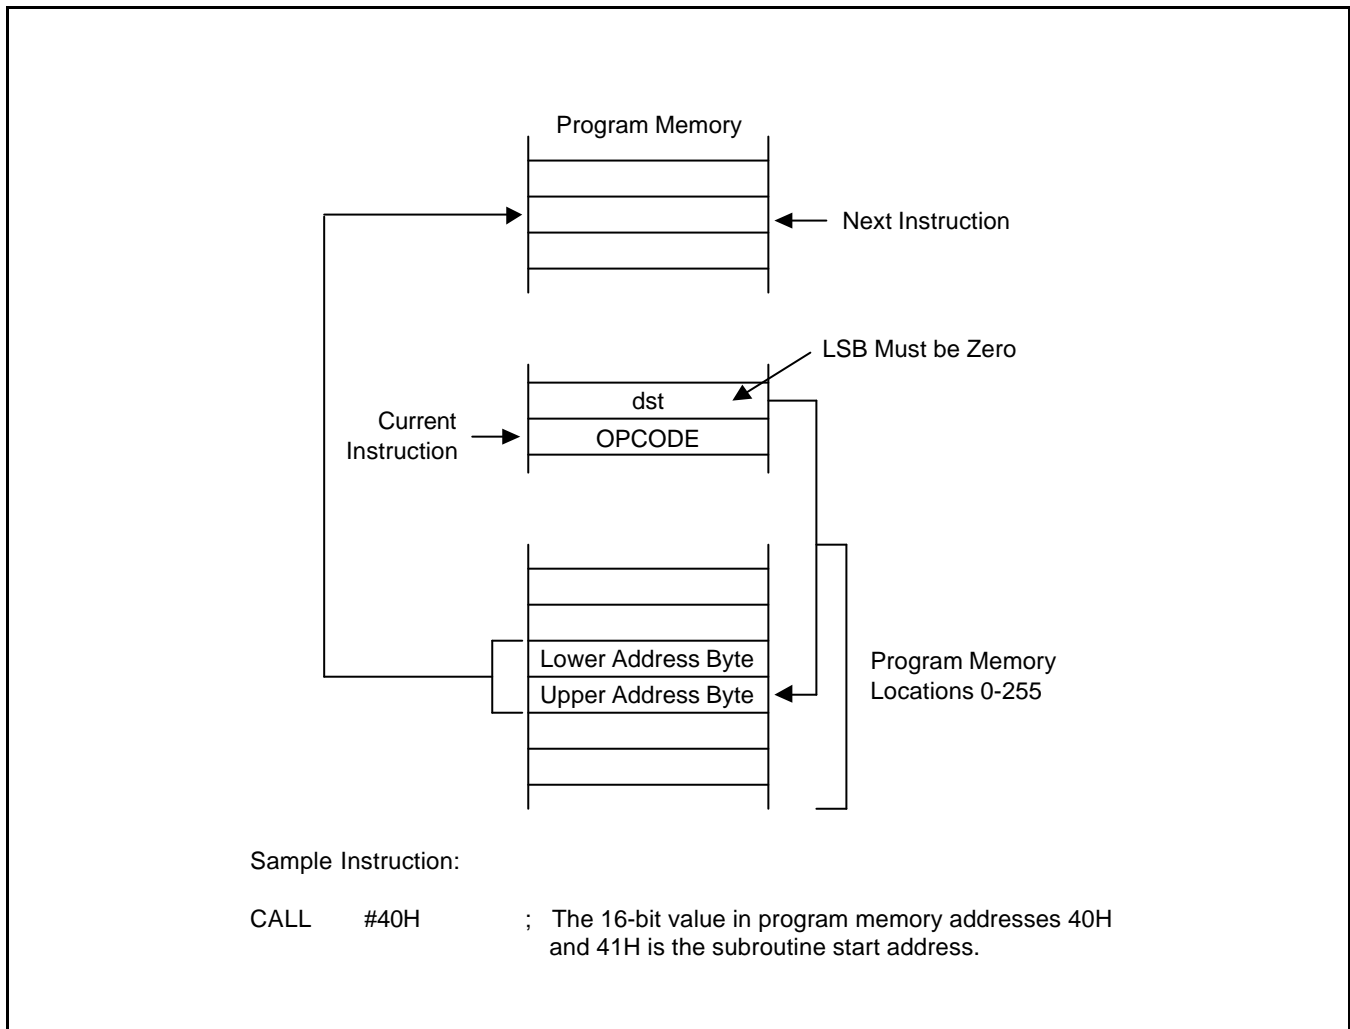 Program Memory
Next Instruction
LSB Must be Zero
dst
Current
Instruction
OPCODE
Lower Address Byte
Upper Address Byte
Program Memory
Locations 0-255
Sample Instruction:
CALL #40H ; The 16-bit value in program memory addresses 40H
and 41H is the subroutine start address.